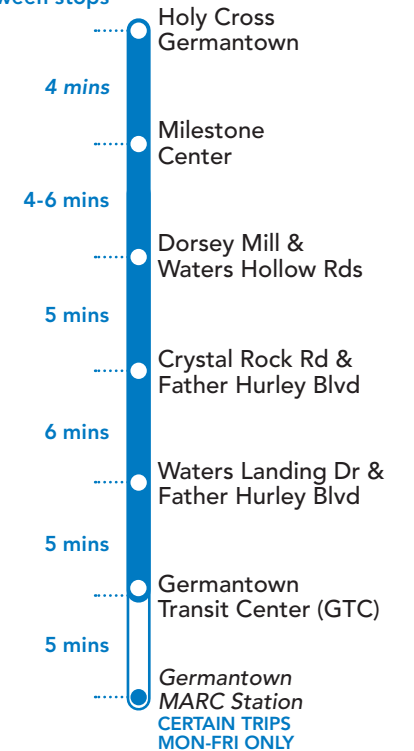 stops
Holy Cross
Germantown
4 mins
Milestone
Center
4-6 mins
Dorsey Mill &
Waters Hollow Rds
5 mins
Crystal Rock Rd &
Father Hurley Blvd
6 mins
Waters Landing Dr &
Father Hurley Blvd
5 mins
Germantown
Transit Center (GTC)
5 mins
Germantown
MARC Station
CERTAIN TRIPS
MON-FRI ONLY